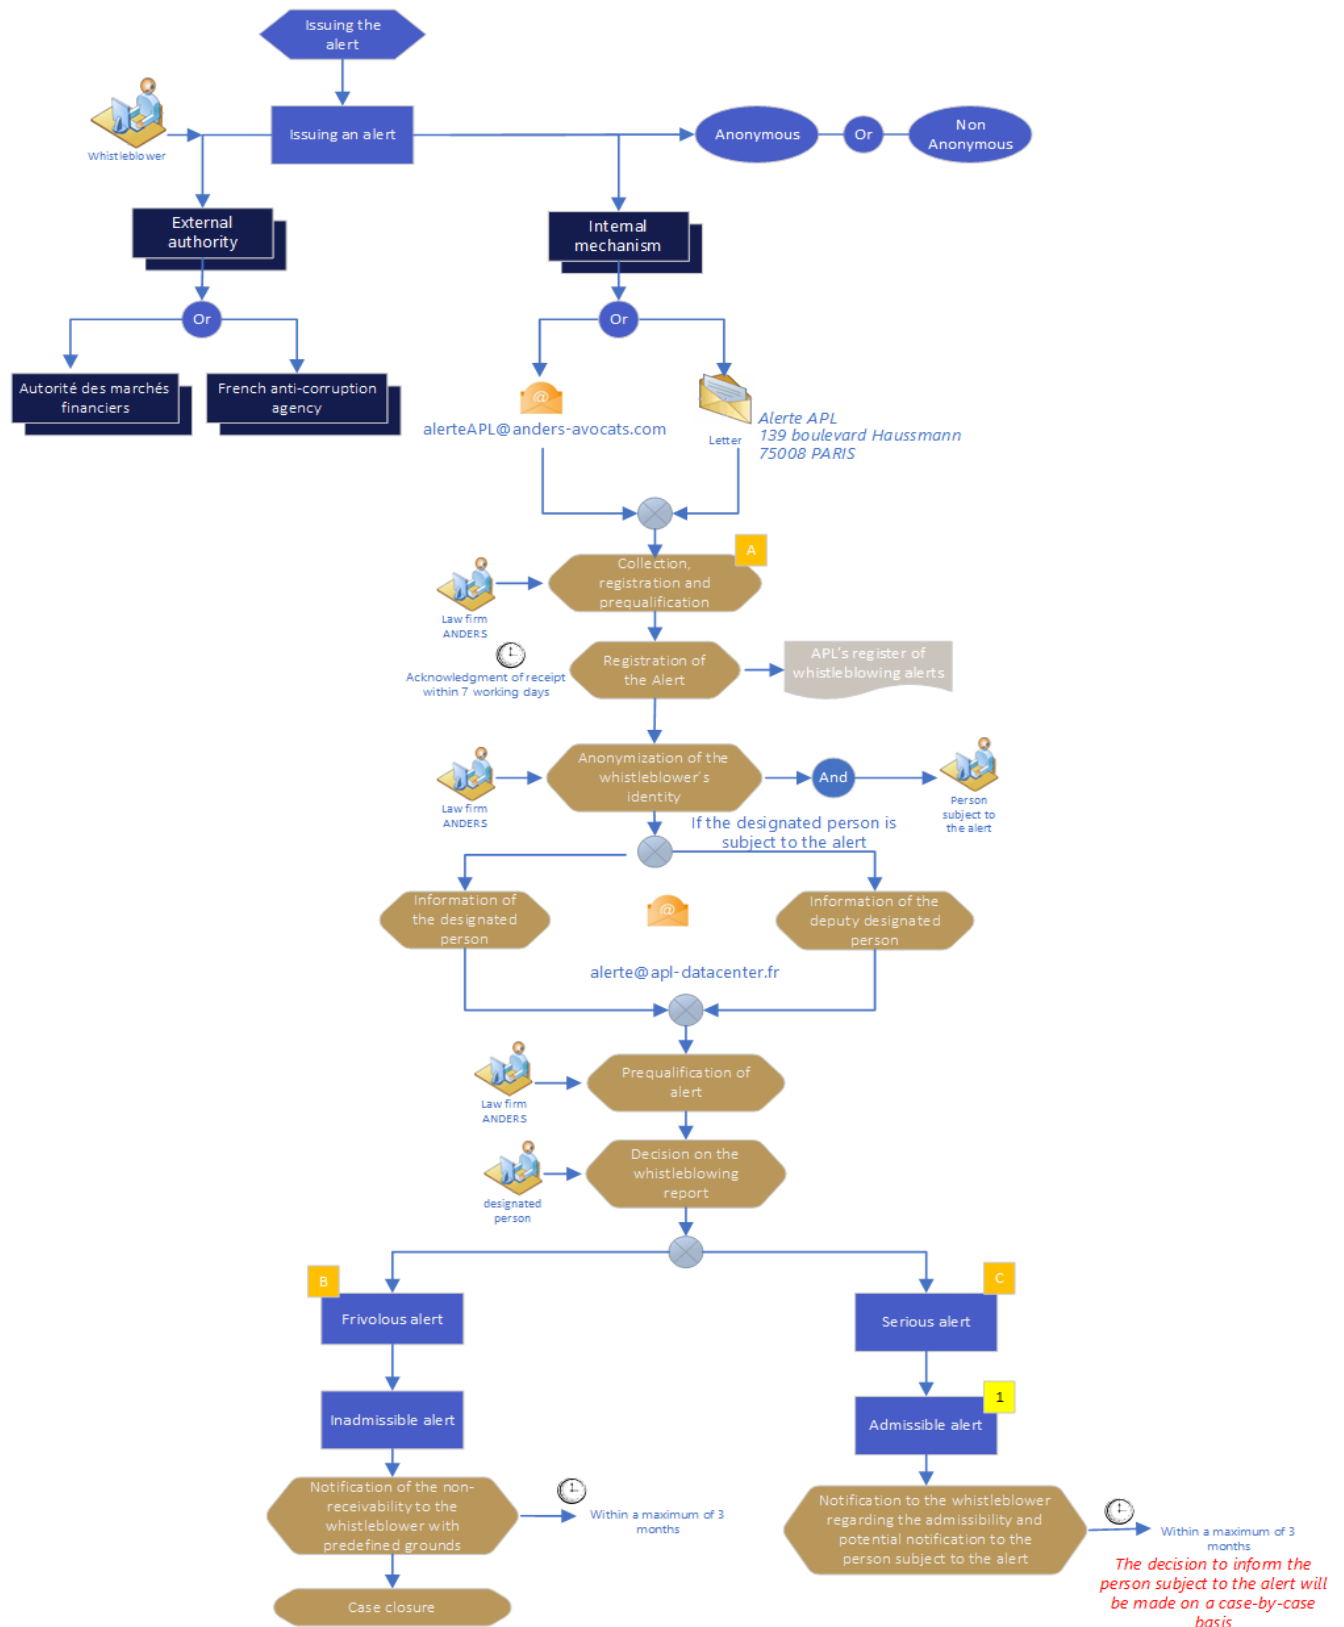 Issuing the
alert
Whistleblower
Issuing an alert
Anonymous
Or
Non
Anonymous
External
authority
Internal
mechanism
Or
Or
Autorité des marchés
financiers
French anti-corruption
agency
@
alerteAPL@anders-avocats.com
Letter
Alerte APL
139 boulevard Haussmann
75008 PARIS
A
Collection,
registration and
prequalification
Law firm
ANDERS
Acknowledgment of receipt
within 7 working days
Registration of
the Alert
APL's register of
whistleblowing alerts
Law firm
ANDERS
Anonymization of the
whistleblower's
identity
And
Person
subject to
the alert
If the designated person is
subject to the alert
Information of
the designated
person
@
Information of the
deputy designated
person
alerte@apl-datacenter.fr
Law firm
ANDERS
Prequalification of
alert
designated
person
Decision on the
whistleblowing
report
B
Frivolous alert
C
Serious alert
Inadmissible alert
1
Admissible alert
Notification of the non-
receivability to the
whistleblower with
predefined grounds
Within a maximum of 3
months
Notification to the whistleblower
regarding the admissibility and
potential notification to the
person subject to the alert
Within a maximum of 3
months
The decision to inform the
person subject to the alert will
be made on a case-by-case
basis
Case closure